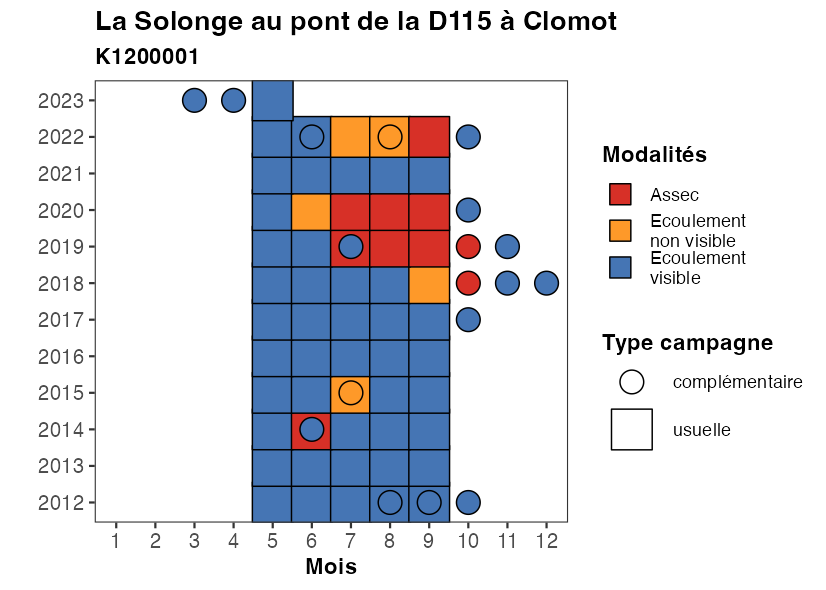 La Solonge au pont de la D115 à Clomot
K1200001
2023
2022
2021
2020
2019
2018
2017
2016
2015
2014
2013
2012
1 2 3 4 5 6 7 8 9 10 11 12
Mois
Modalités
Assec
Ecoulement
non visible
Ecoulement
visible
Type campagne
complémentaire
usuelle